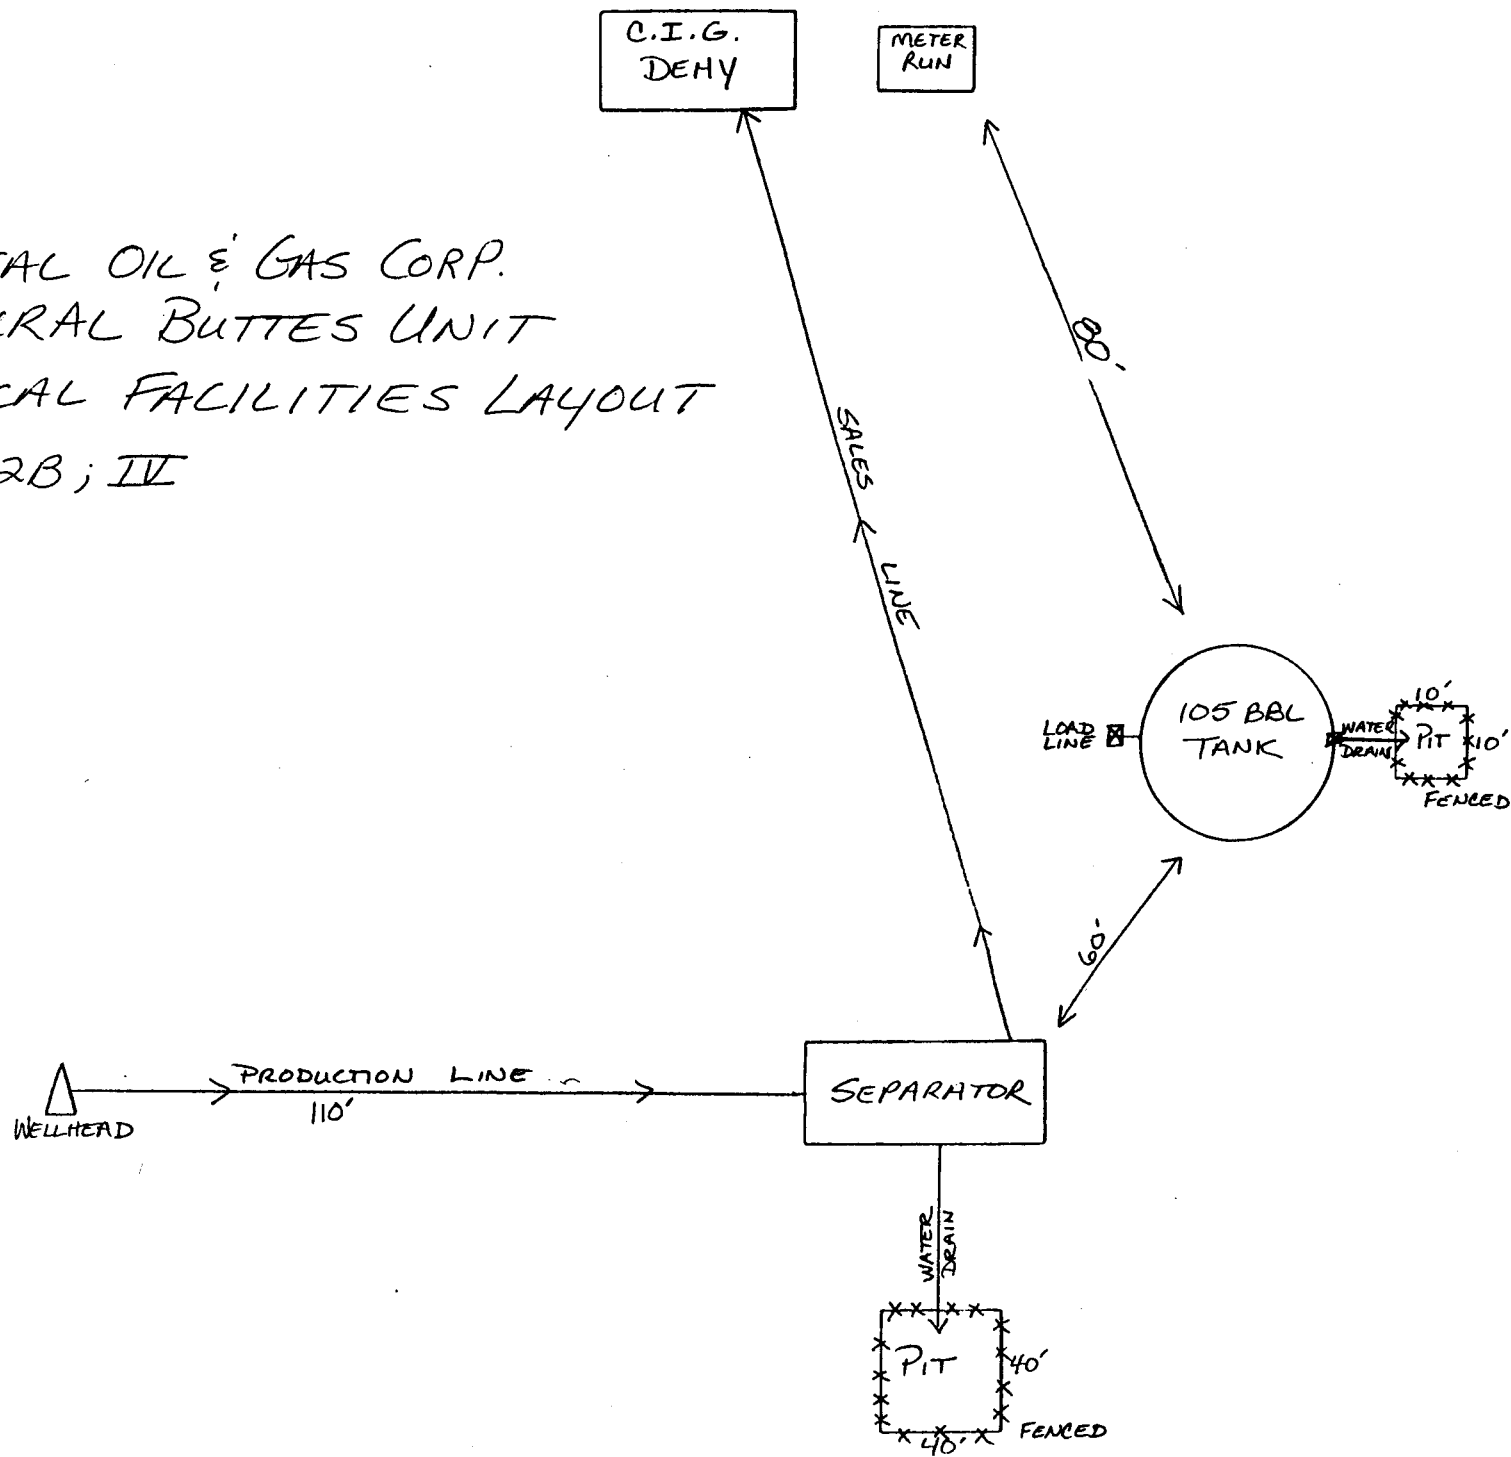 C.I.G.
DEHY
METER
RUN
TAL OIL & GAS CORP.
RAL BUTTES UNIT
CAL FACILITIES LAYOUT
2B; IV
80'
SALES LINE
LOAD
LINE
105 BBL
TANK
WATER
DRAIN
10'
PIT
10'
FENCED
60'
PRODUCTION LINE
110'
WELLHEAD
SEPARATOR
WATER
DRAIN
PIT
40'
40'
FENCED